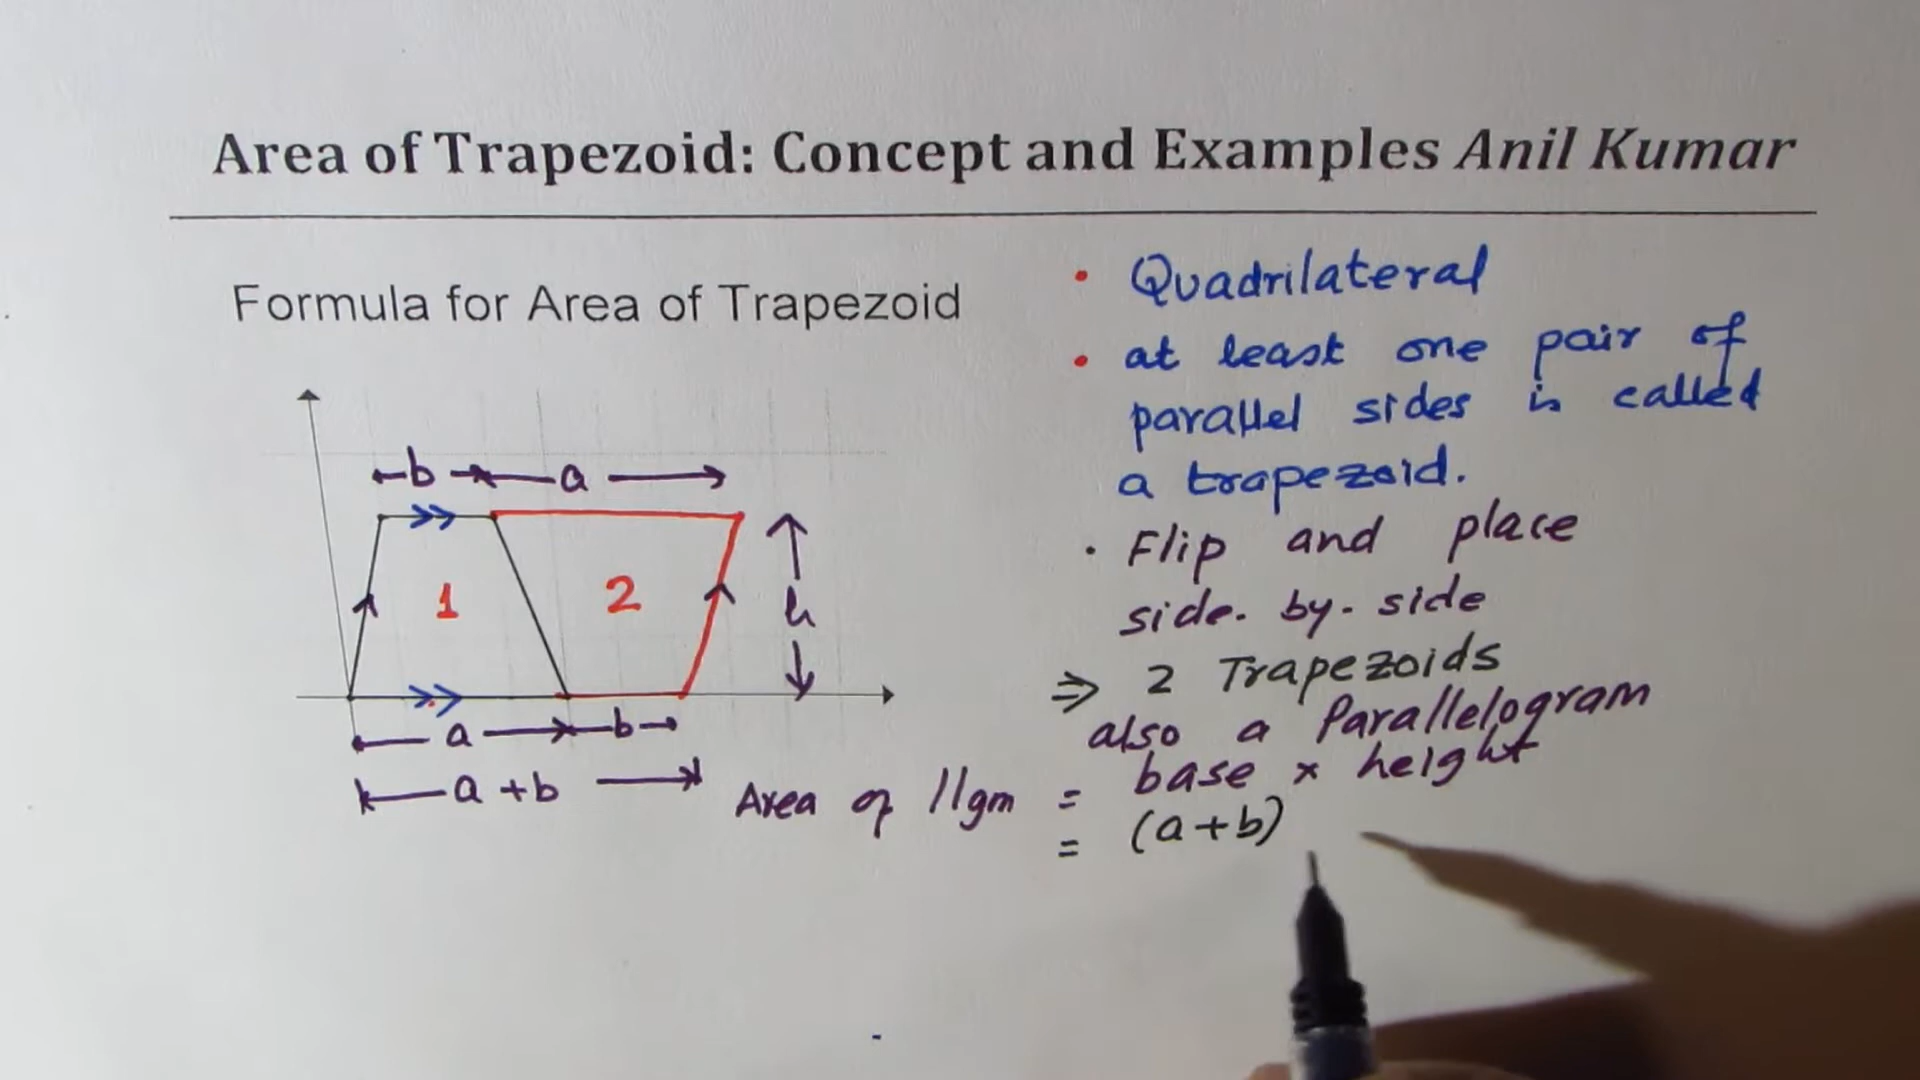 Area of Trapezoid: Concept and Examples Anil Kumar
Formula for Area of Trapezoid
• Quadrilateral
• at least one pair of
parallel sides is called
a trapezoid.
• Flip and place
side. by. side
⇒ 2 Trapezoids
also a Parallelogram
Area of //gm = base × height
= (a+b)
b a
1 2 h
a b
a+b